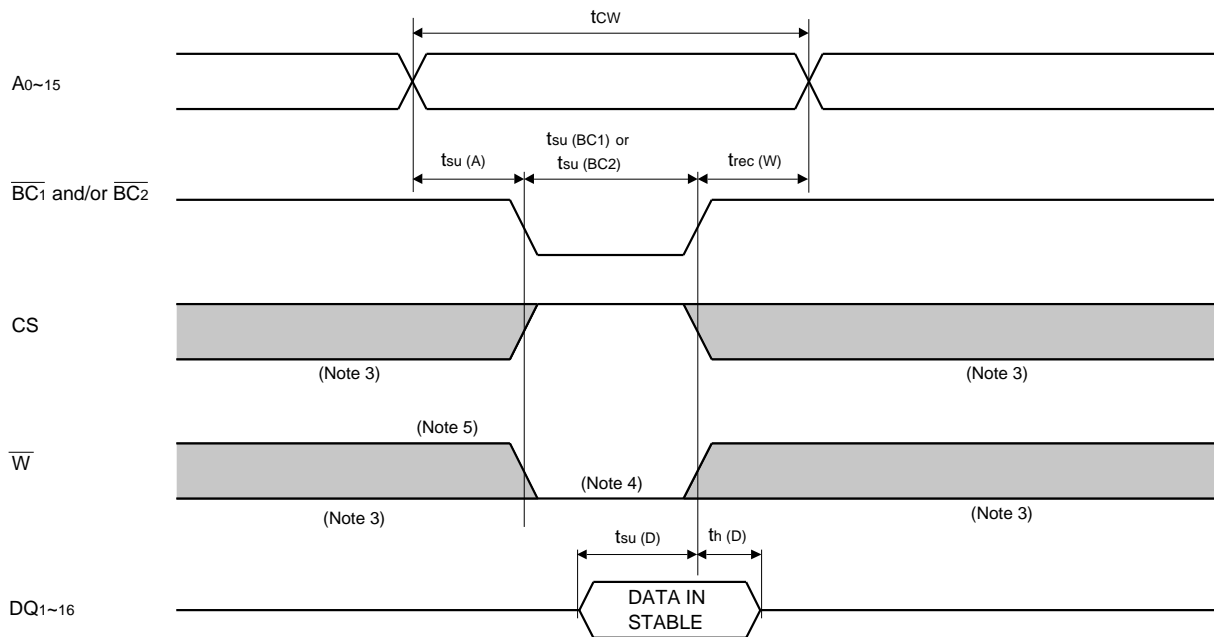 tCW
A0~15
tsu (BC1) or
tsu (BC2)
tsu (A)
trec (W)
BC1 and/or BC2
CS
(Note 3)
(Note 3)
(Note 5)
W
(Note 4)
(Note 3)
(Note 3)
tsu (D)
th (D)
DQ1~16
DATA IN
STABLE